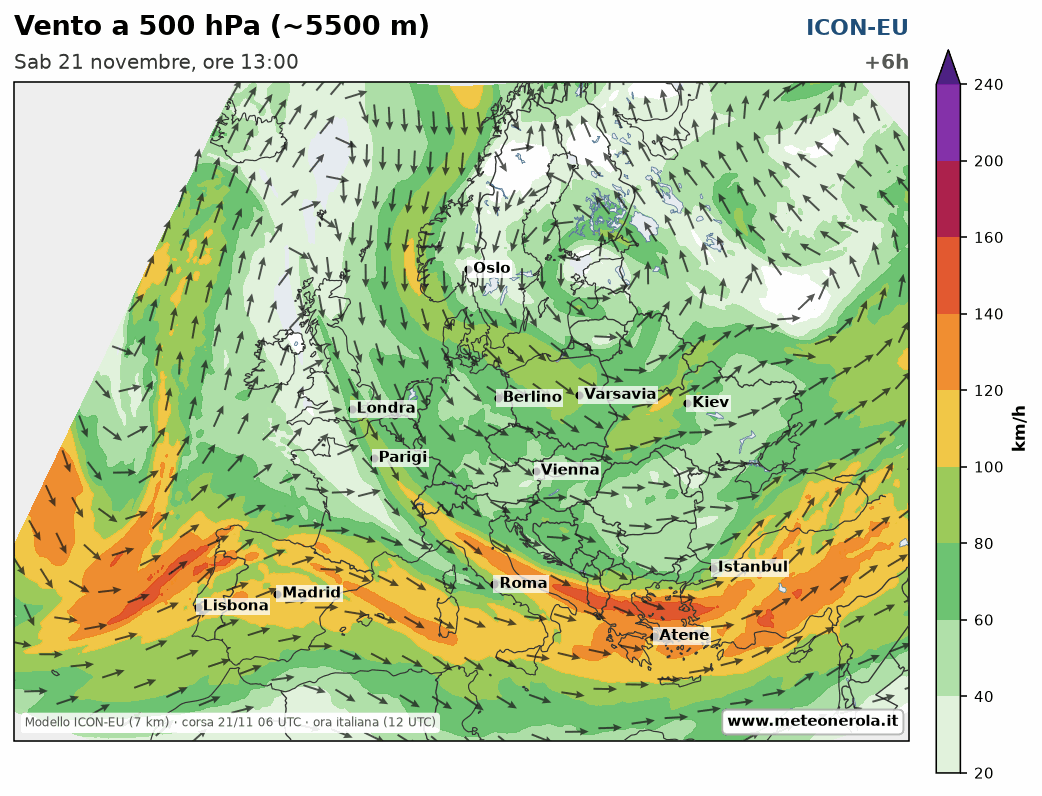 Vento a 500 hPa (~5500 m)
ICON-EU
Sab 21 novembre, ore 13:00
+6h
240
200
160
140
120
100
80
60
40
20
km/h
Oslo
Londra
Berlino
Varsavia
Kiev
Parigi
Vienna
Roma
Istanbul
Madrid
Lisbona
Atene
Modello ICON-EU (7 km) · corsa 21/11 06 UTC · ora italiana (12 UTC)
www.meteonerola.it